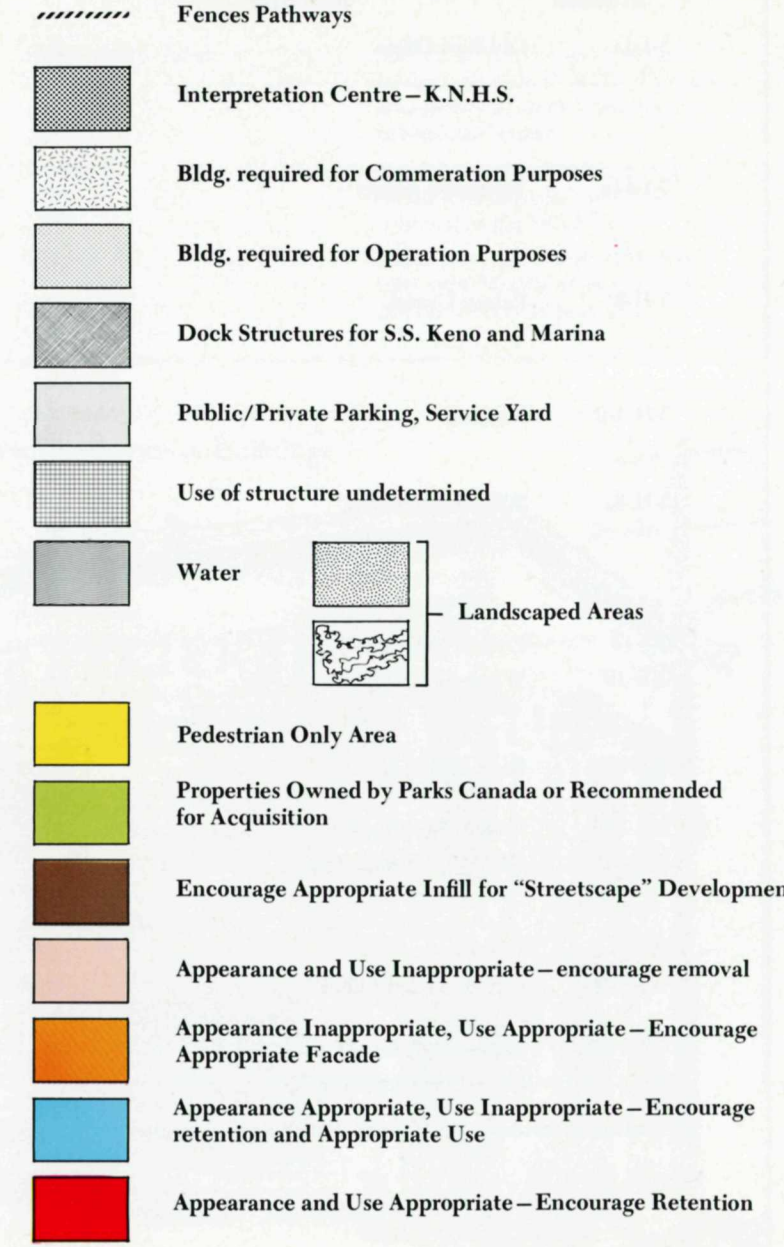 Fences Pathways
Interpretation Centre – K.N.H.S.
Bldg. required for Commeration Purposes
Bldg. required for Operation Purposes
Dock Structures for S.S. Keno and Marina
Public/Private Parking, Service Yard
Use of structure undetermined
Water
Landscaped Areas
Pedestrian Only Area
Properties Owned by Parks Canada or Recommended
for Acquisition
Encourage Appropriate Infill for “Streetscape” Developmen
Appearance and Use Inappropriate – encourage removal
Appearance Inappropriate, Use Appropriate – Encourage
Appropriate Facade
Appearance Appropriate, Use Inappropriate – Encourage
retention and Appropriate Use
Appearance and Use Appropriate – Encourage Retention